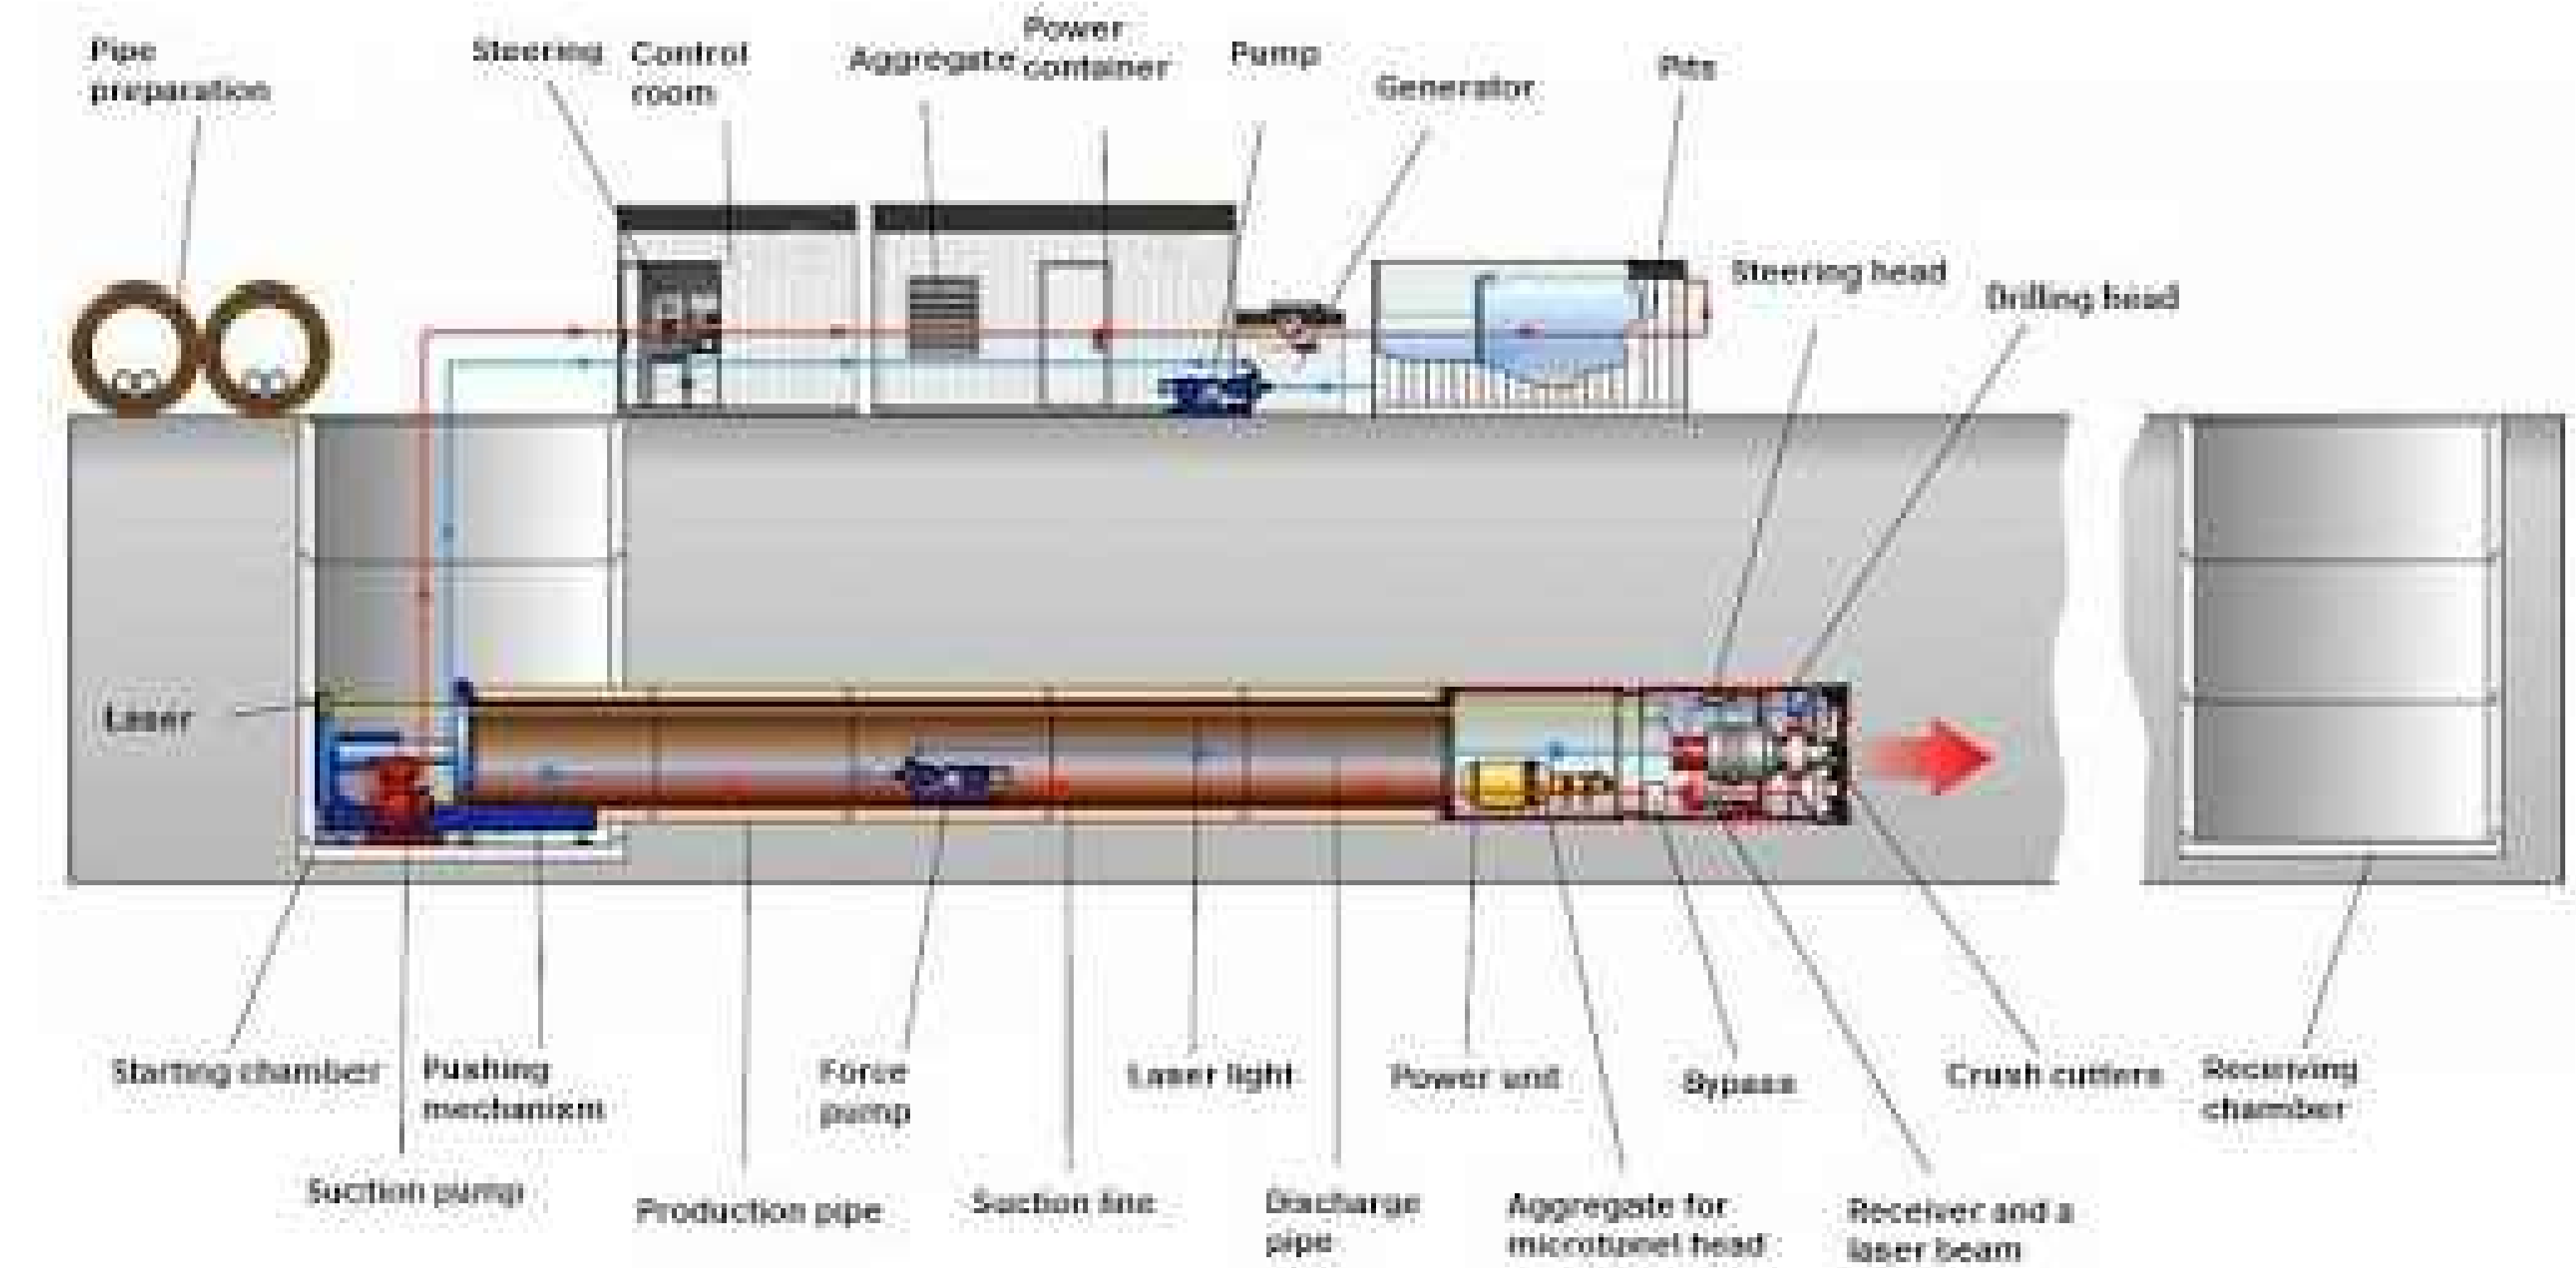 Pipe
preparation
Steering
Control
room
Aggregate
Power
container
Pump
Generator
Pits
Steering head
Drilling head
Laser
Starting chamber
Pushing
mechanism
Force
pump
Laser light
Power unit
Bypass
Crush cutters
Receiving
chamber
Suction pump
Production pipe
Suction line
Discharge
pipe
Aggregate for
microtunnel head
Receiver and a
laser beam